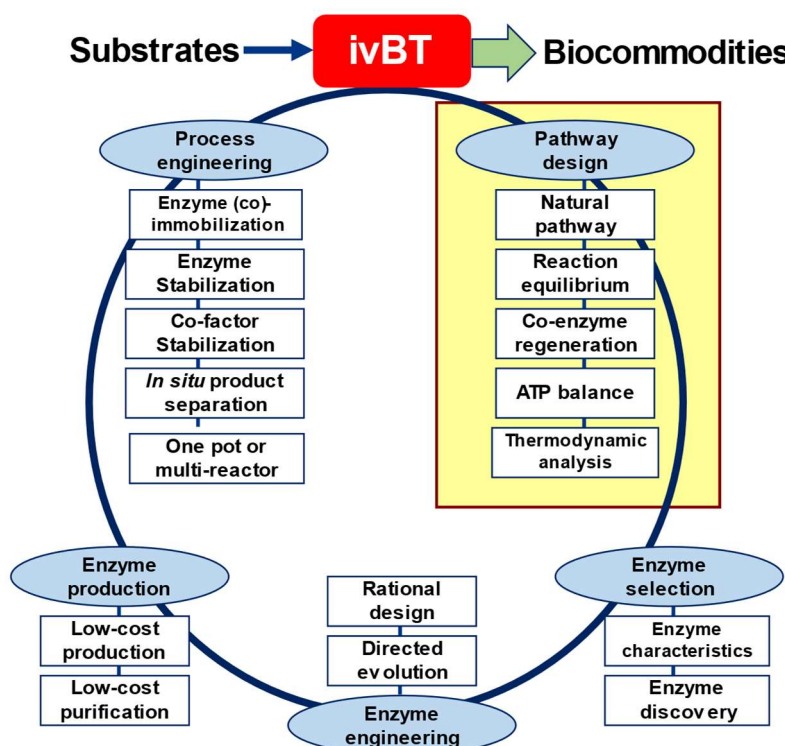 Substrates
ivBT
Biocommodities
Process
engineering
Enzyme (co)-
immobilization
Enzyme
Stabilization
Co-factor
Stabilization
In situ product
separation
One pot or
multi-reactor
Pathway
design
Natural
pathway
Reaction
equilibrium
Co-enzyme
regeneration
ATP balance
Thermodynamic
analysis
Enzyme
production
Low-cost
production
Low-cost
purification
Rational
design
Directed
evolution
Enzyme
engineering
Enzyme
selection
Enzyme
characteristics
Enzyme
discovery